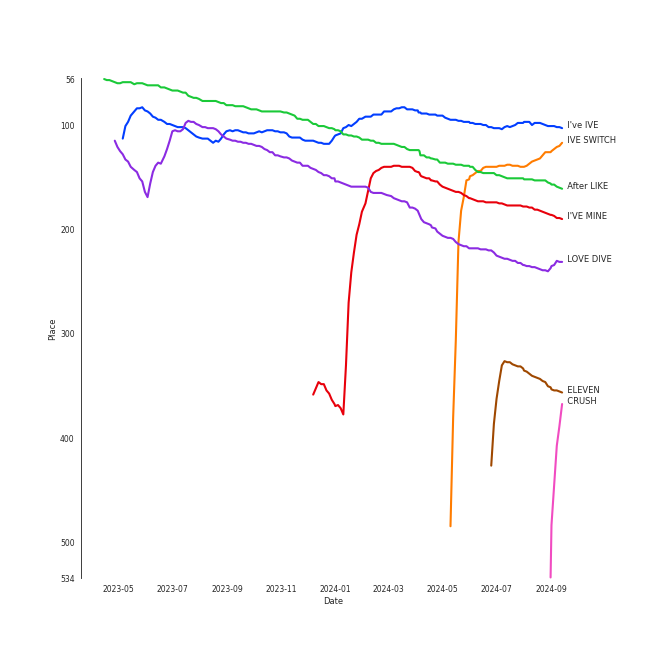 56
100
200
300
400
500
534
Place
2023-05
2023-07
2023-09
2023-11
2024-01
2024-03
2024-05
2024-07
2024-09
Date
I've IVE
IVE SWITCH
After LIKE
I'VE MINE
LOVE DIVE
ELEVEN
CRUSH